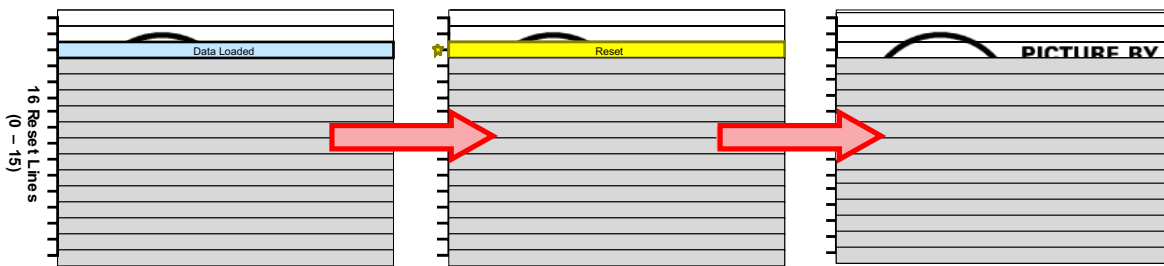 Data Loaded
Reset
PICTURE BY
16 Reset Lines
(0 – 15)